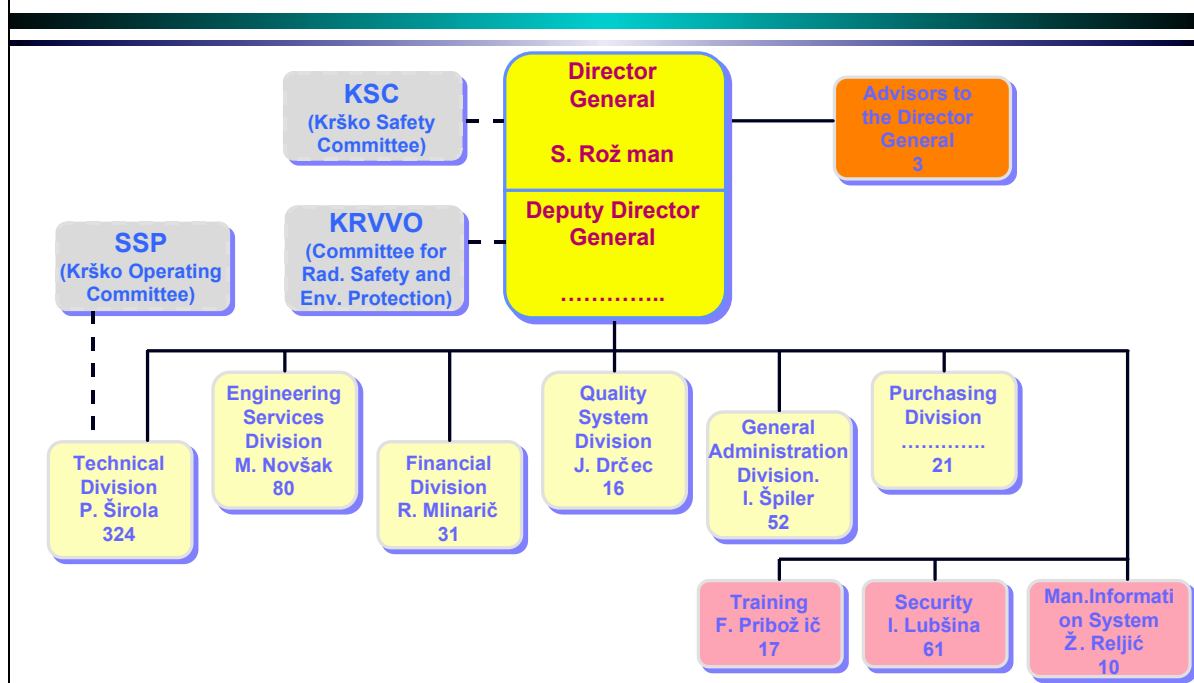 Director
General
S. Rož man
Deputy Director
General
…………..
KSC
(Krško Safety
Committee)
Advisors to
the Director
General
3
KRVVO
(Committee for
Rad. Safety and
Env. Protection)
SSP
(Krško Operating
Committee)
Technical
Division
P. Širola
324
Engineering
Services
Division
M. Novšak
80
Financial
Division
R. Mlinarič
31
Quality
System
Division
J. Drčec
16
General
Administration
Division.
I. Špiler
52
Purchasing
Division
………….
21
Training
F. Pribož ič
17
Security
I. Lubšina
61
Man.Informati
on System
Ž. Reljić
10